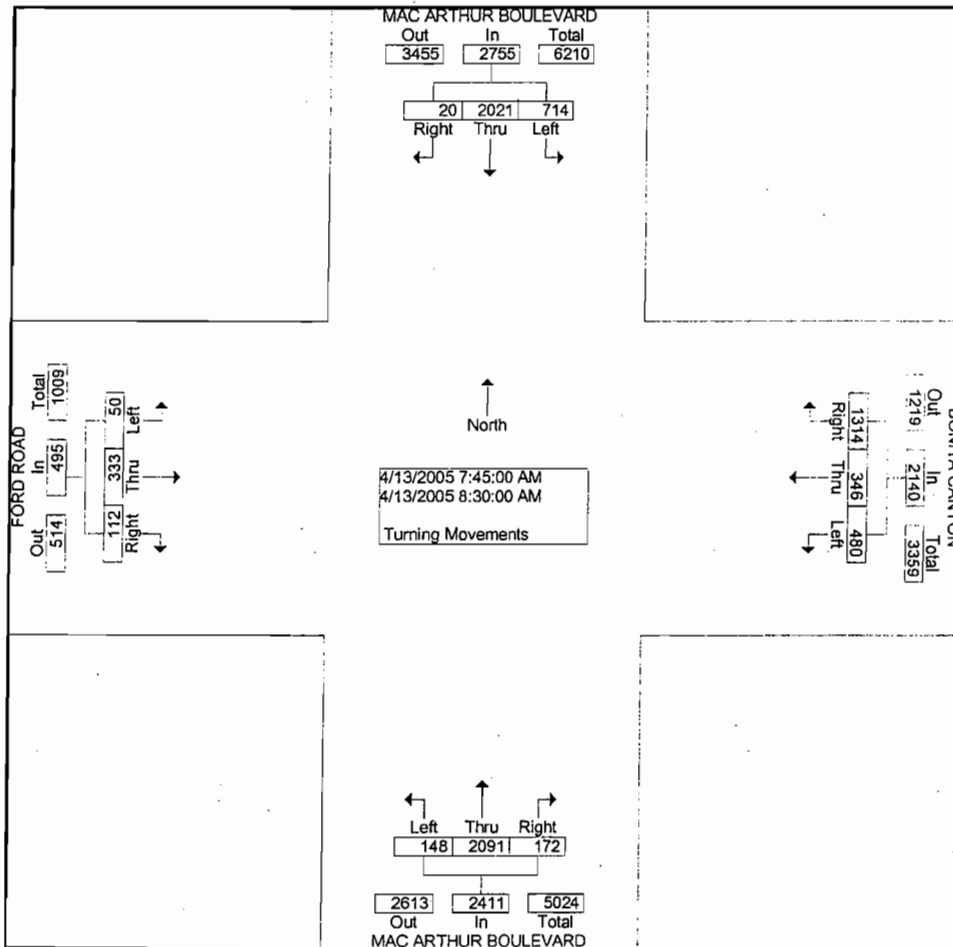 MAC ARTHUR BOULEVARD
Out In Total
3455 2755 6210
20 2021 714
Right Thru Left
FORD ROAD
Out In Total
514 495 1009
112 333 50
Right Thru Left
North
4/13/2005 7:45:00 AM
4/13/2005 8:30:00 AM
Turning Movements
Right Thru Left
1314 346 480
Out In Total
1219 2140 3359
CANYON
Left Thru Right
148 2091 172
2613 2411 5024
Out In Total
MAC ARTHUR BOULEVARD